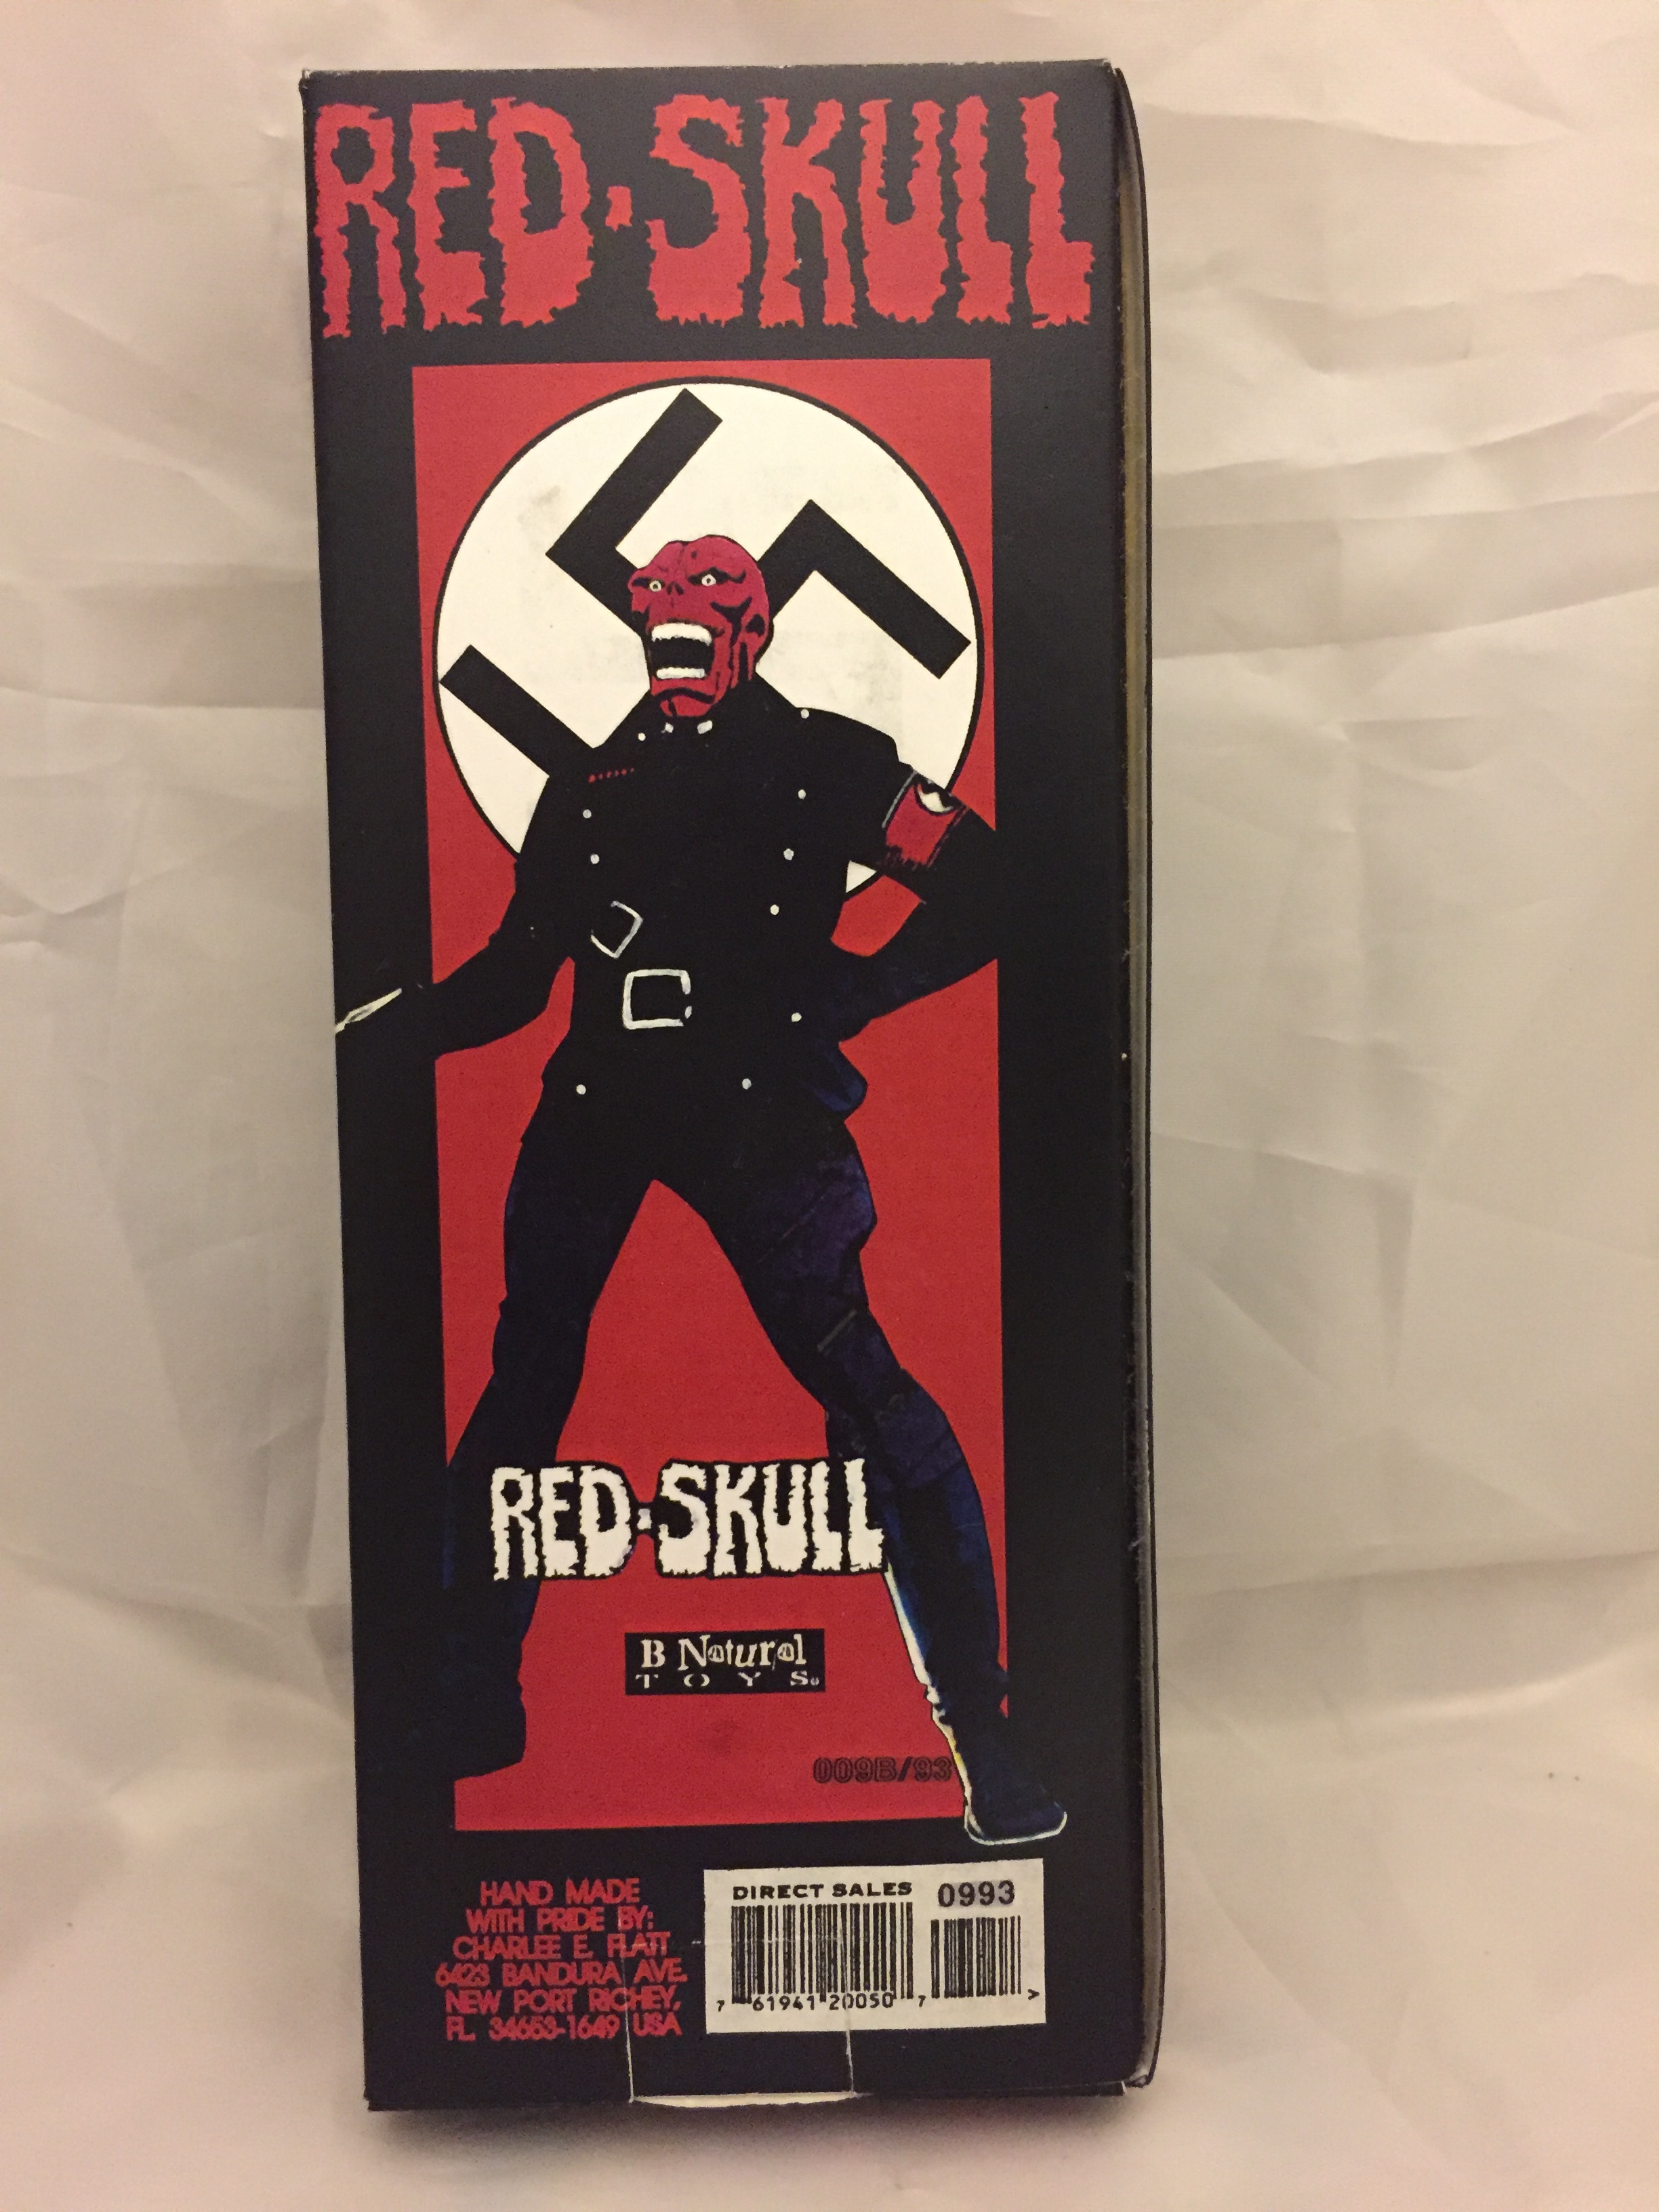 RED·SKULL
RED·SKULL
B Natural
TOYS®
009B/93
HAND MADE
WITH PRIDE BY:
CHARLEE E. FLATT
6423 BANDURA AVE.
NEW PORT RICHEY,
FL. 34653-1649 USA
DIRECT SALES 0993
7 61941 20050 7 >